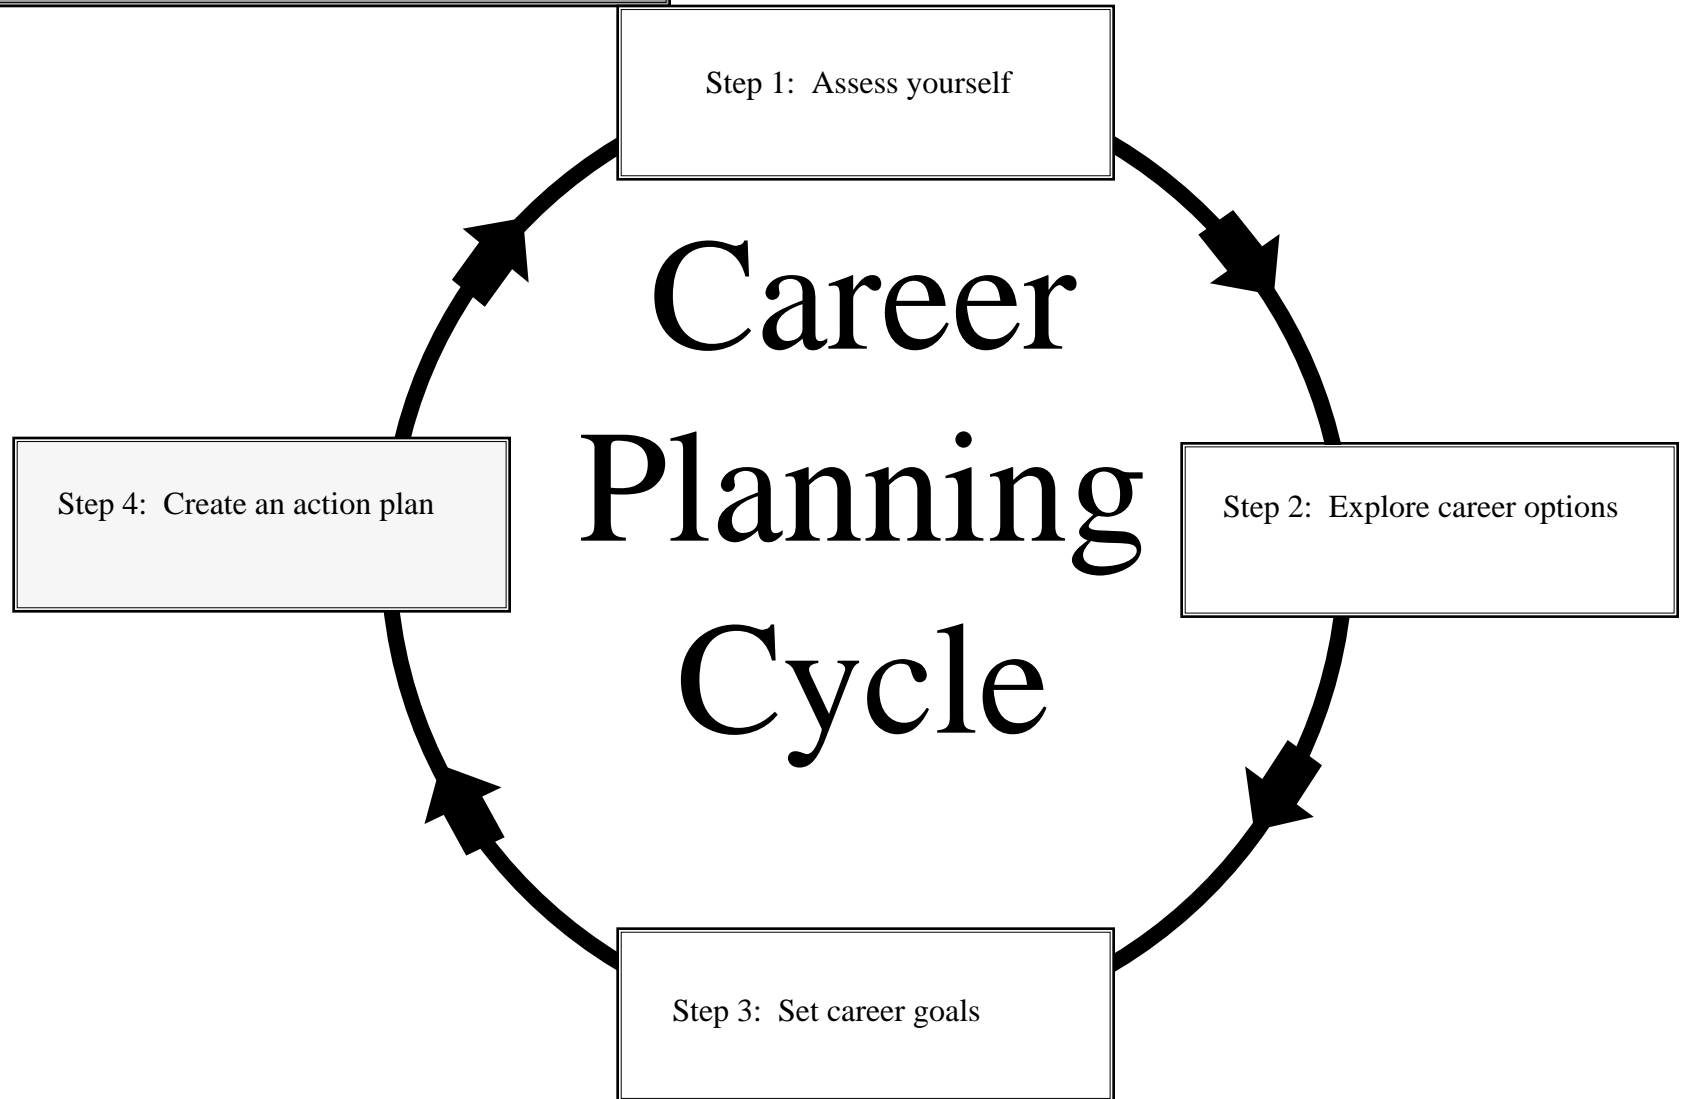 Step 1:  Assess yourself
Career
Planning
Cycle
Step 2:  Explore career options
Step 3:  Set career goals
Step 4:  Create an action plan